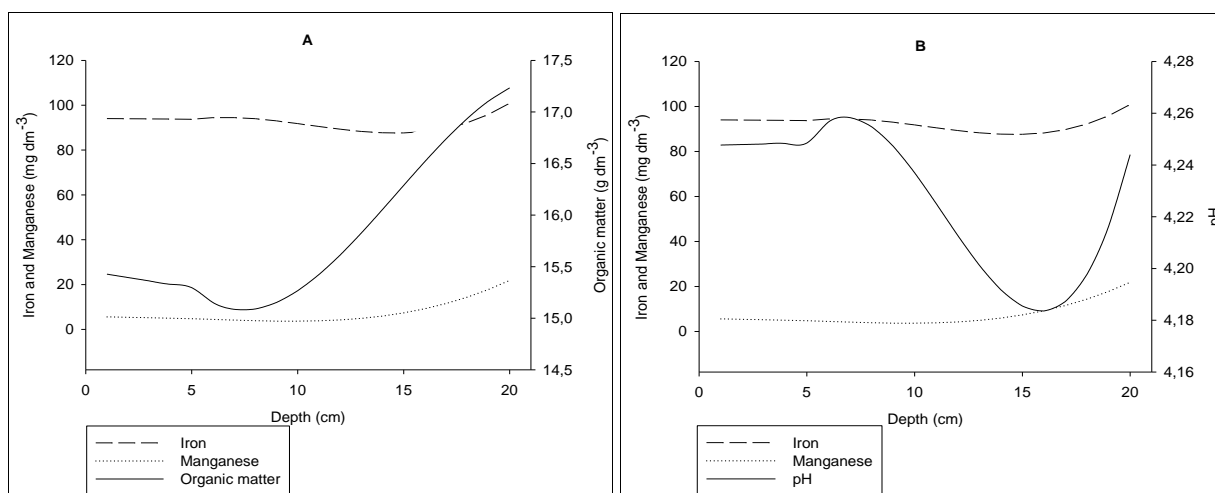 A
120
100
80
60
40
20
0
Iron and Manganese (mg dm-3)
17,5
17,0
16,5
16,0
15,5
15,0
14,5
Organic matter (g dm-3)
0 5 10 15 20
Depth (cm)
Iron
Manganese
Organic matter
B
120
100
80
60
40
20
0
Iron and Manganese (mg dm-3)
4,28
4,26
4,24
4,22
4,20
4,18
4,16
pH
0 5 10 15 20
Depth (cm)
Iron
Manganese
pH